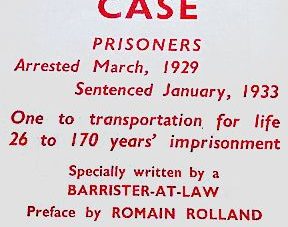 CASE
PRISONERS
Arrested March, 1929
Sentenced January, 1933
One to transportation for life
26 to 170 years' imprisonment
Specially written by a
BARRISTER-AT-LAW
Preface by ROMAIN ROLLAND